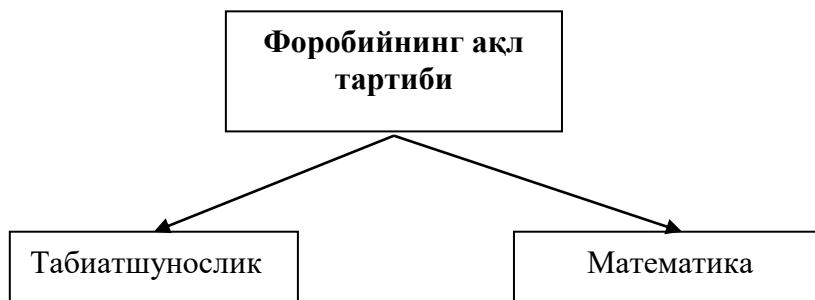 Форобийнинг ақл
тартиби
Табиатшунослик
Математика